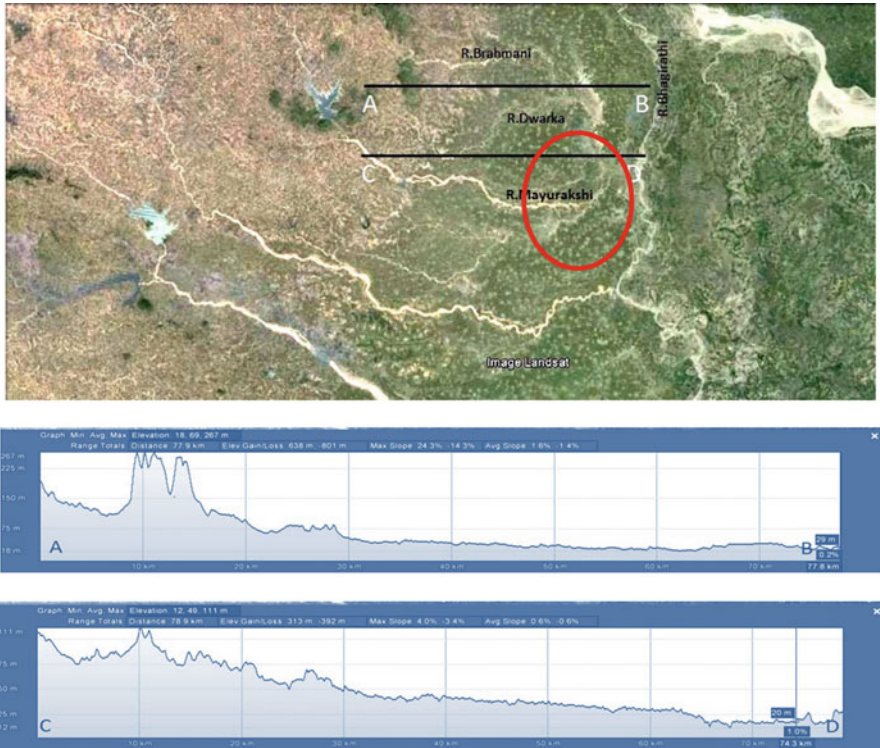 R.Brahmani
R.Bhagirathi
A
B
R.Dwarka
C
D
R.Mayurakshi
Image Landsat
Graph Min. Avg. Max Elevation: 18, 69, 267 m
Range Totals Distance: 77.9 km Elev Gain/Loss 638 m, -801 m Max Slope 24.3%, -14.3% Avg Slope 1.6%, -1.4%
267 m
225 m
150 m
75 m
18 m
A
B
29 m
0.2%
77.8 km
10 km
20 km
30 km
40 km
50 km
60 km
70 km
Graph Min. Avg. Max Elevation: 12, 49, 111 m
Range Totals Distance: 78.9 km Elev Gain/Loss 313 m, -392 m Max Slope 4.0%, -3.4% Avg Slope 0.6%, -0.6%
111 m
75 m
50 m
25 m
12 m
C
D
20 m
1.0%
74.3 km
10 km
20 km
30 km
40 km
50 km
60 km
70 km